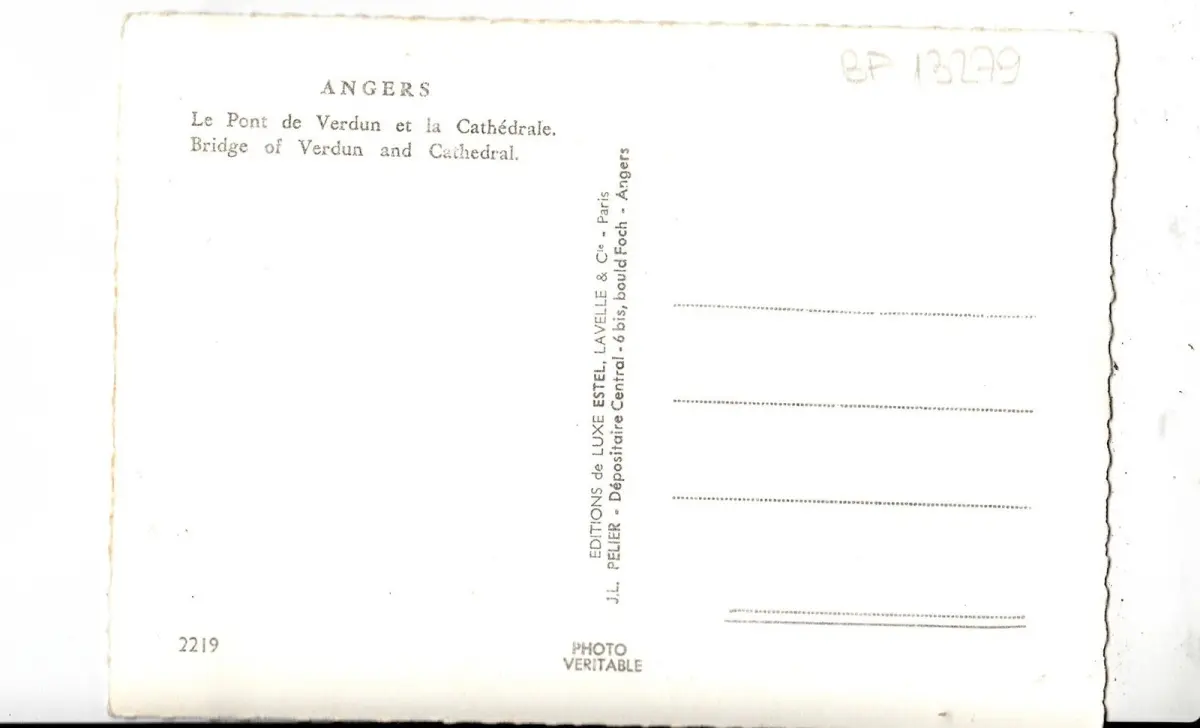 BP 13279
ANGERS
Le Pont de Verdun et la Cathédrale.
Bridge of Verdun and Cathedral.
EDITIONS de LUXE ESTEL, LAVELLE & Cie - Paris
J.L. PELIER - Dépositaire Central - 6 bis, bould Foch - Angers
2219
PHOTO
VERITABLE